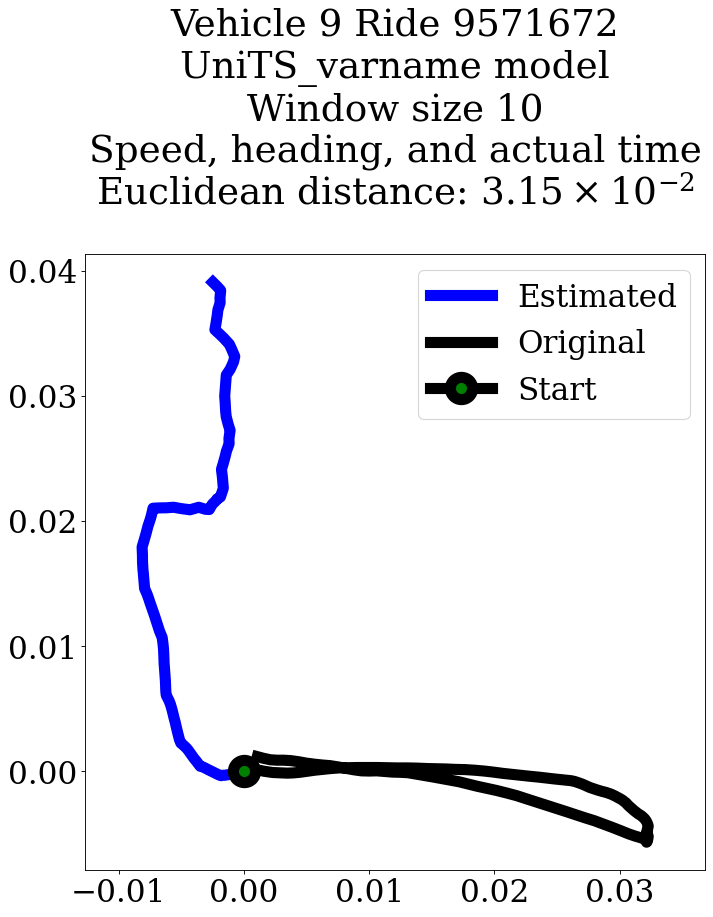 Vehicle 9 Ride 9571672
UniTS_varname model
Window size 10
Speed, heading, and actual time
Euclidean distance: 3.15 × 10⁻²
0.04
0.03
0.02
0.01
0.00
Estimated
Original
Start
−0.01 0.00 0.01 0.02 0.03